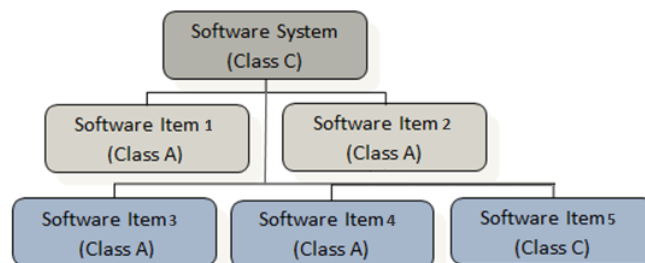 Software System
(Class C)
Software Item 1
(Class A)
Software Item 2
(Class A)
Software Item 3
(Class A)
Software Item 4
(Class A)
Software Item 5
(Class C)